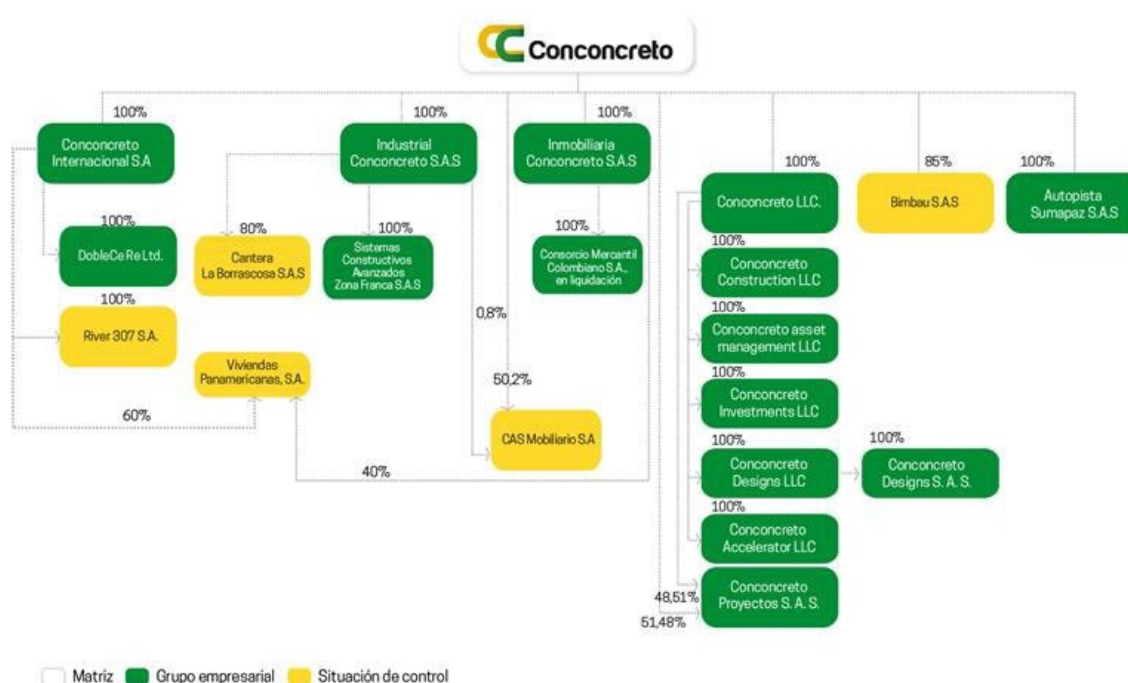 Conconcreto
100%
Conconcreto
Internacional S.A
100%
Industrial
Conconcreto S.A.S
100%
Inmobiliaria
Conconcreto S.A.S
100%
Conconcreto LLC.
85%
Bimbau S.A.S
100%
Autopista
Sumapaz S.A.S
100%
DobleCe Re Ltd.
80%
Cantera
La Borrascosa S.A.S
100%
Sistemas
Constructivos
Avanzados
Zona Franca S.A.S
100%
Consorcio Mercantil
Colombiano S.A.,
en liquidación
100%
Conconcreto
Construction LLC
100%
River 307 S.A.
0,8%
100%
Conconcreto asset
management LLC
Viviendas
Panamericanas, S.A.
50,2%
100%
Conconcreto
Investments LLC
60%
CAS Mobiliario S.A
40%
100%
Conconcreto
Designs LLC
100%
Conconcreto
Designs S. A. S.
100%
Conconcreto
Accelerator LLC
48,51%
Conconcreto
Proyectos S. A. S.
51,48%
Matriz
Grupo empresarial
Situación de control